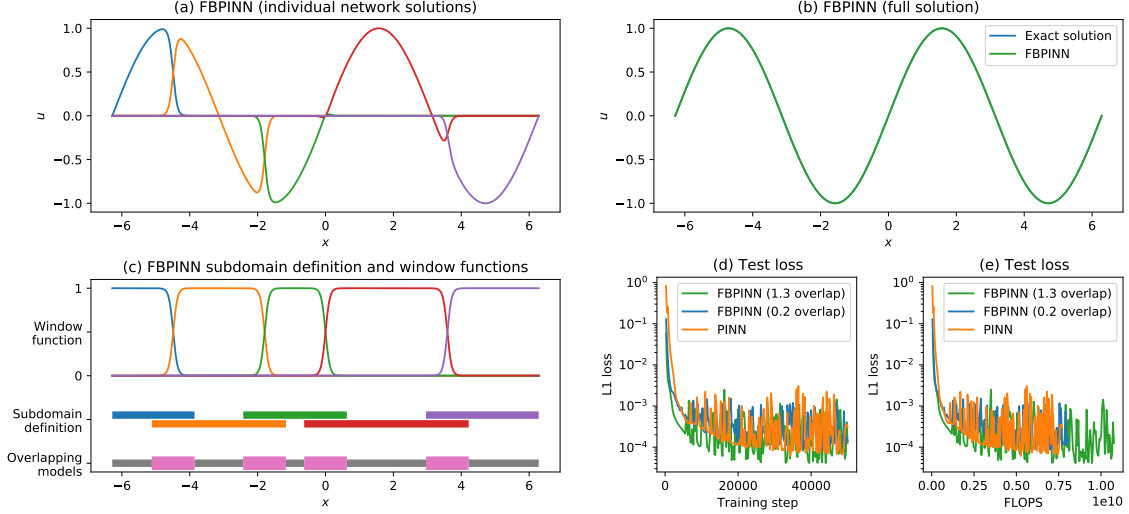 (a) FBPINN (individual network solutions)
1.0
0.5
0.0
−0.5
−1.0
u
−6
−4
−2
0
2
4
6
x
(b) FBPINN (full solution)
Exact solution
FBPINN
1.0
0.5
0.0
−0.5
−1.0
u
−6
−4
−2
0
2
4
6
x
(c) FBPINN subdomain definition and window functions
1
Window
function
0
Subdomain
definition
Overlapping
models
−6
−4
−2
0
2
4
6
x
(d) Test loss
FBPINN (1.3 overlap)
FBPINN (0.2 overlap)
PINN
10⁰
10⁻¹
10⁻²
10⁻³
10⁻⁴
L1 loss
0
20000
40000
Training step
(e) Test loss
FBPINN (1.3 overlap)
FBPINN (0.2 overlap)
PINN
10⁰
10⁻¹
10⁻²
10⁻³
10⁻⁴
L1 loss
0.00
0.25
0.50
0.75
1.00
FLOPS
1e10